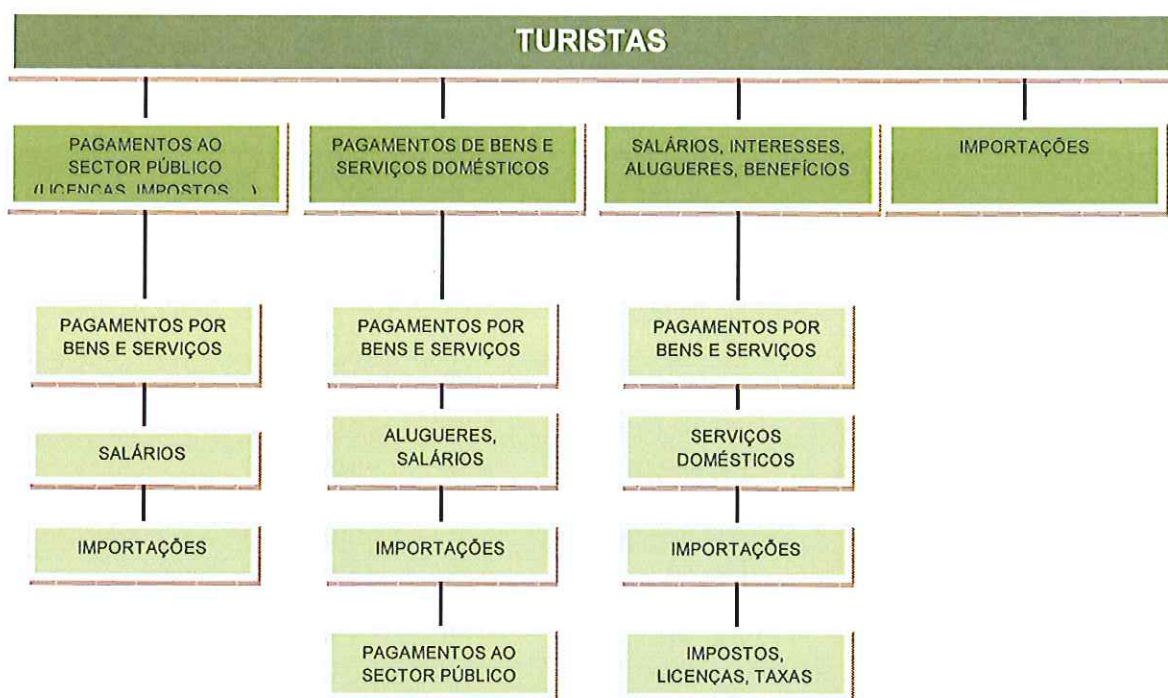 TURISTAS
PAGAMENTOS AO
SECTOR PÚBLICO
(LICENÇAS, IMPOSTOS...)
PAGAMENTOS DE BENS E
SERVIÇOS DOMÉSTICOS
SALÁRIOS, INTERESSES,
ALUGUERES, BENEFÍCIOS
IMPORTAÇÕES
PAGAMENTOS POR
BENS E SERVIÇOS
SALÁRIOS
IMPORTAÇÕES
PAGAMENTOS POR
BENS E SERVIÇOS
ALUGUERES,
SALÁRIOS
IMPORTAÇÕES
PAGAMENTOS AO
SECTOR PÚBLICO
PAGAMENTOS POR
BENS E SERVIÇOS
SERVIÇOS
DOMÉSTICOS
IMPORTAÇÕES
IMPOSTOS,
LICENÇAS, TAXAS